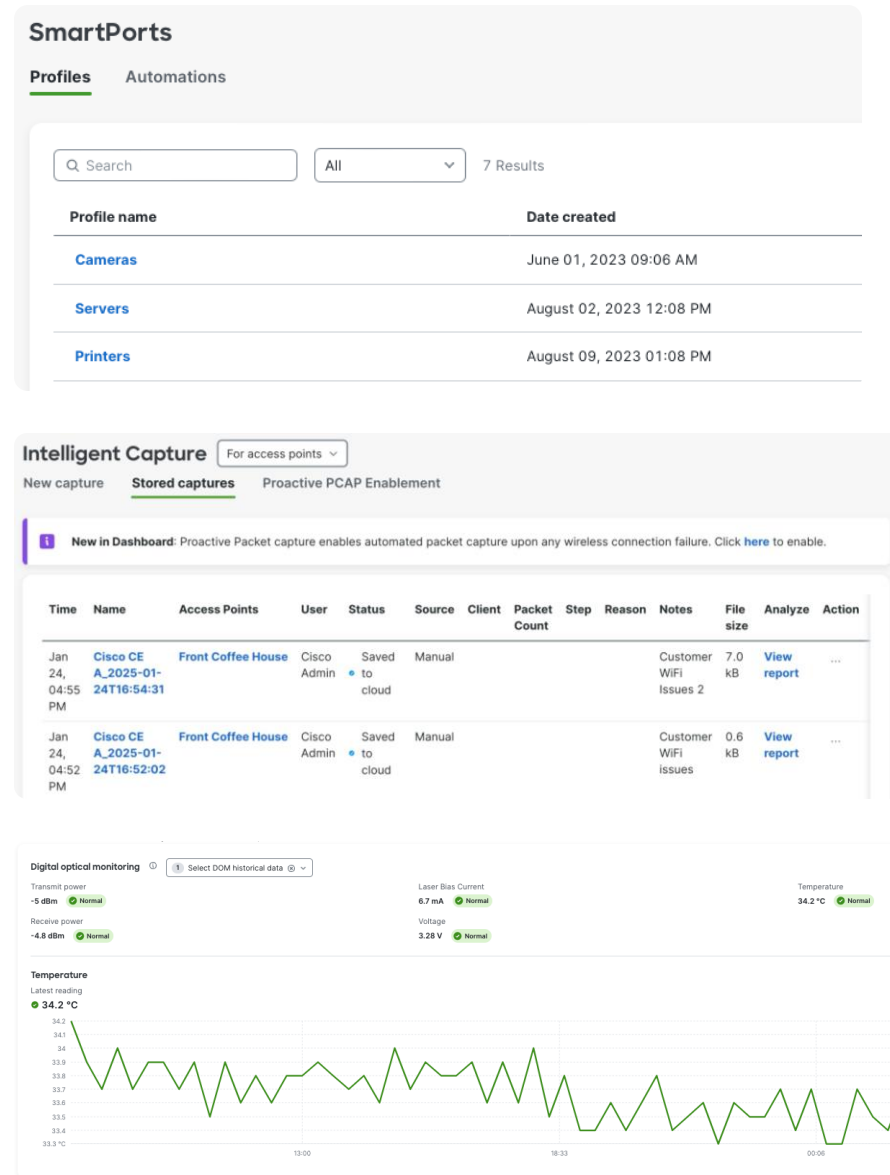 SmartPorts
Profiles Automations
Search All 7 Results
Profile name Date created
Cameras June 01, 2023 09:06 AM
Servers August 02, 2023 12:08 PM
Printers August 09, 2023 01:08 PM
Intelligent Capture For access points
New capture Stored captures Proactive PCAP Enablement
i New in Dashboard: Proactive Packet capture enables automated packet capture upon any wireless connection failure. Click here to enable.
Time Name Access Points User Status Source Client Packet Step Reason Notes File Analyze Action
Count size
Jan Cisco CE Front Coffee House Cisco Saved Manual Customer 7.0 View ...
24, A_2025-01- Admin to WiFi kB report
04:55 24T16:54:31 cloud Issues 2
PM
Jan Cisco CE Front Coffee House Cisco Saved Manual Customer 0.6 View ...
24, A_2025-01- Admin to WiFi kB report
04:52 24T16:52:02 cloud issues
PM
Digital optical monitoring 1 Select DOM historical data
Transmit power Laser Bias Current Temperature
-5 dBm Normal 6.7 mA Normal 34.2 °C Normal
Receive power Voltage
-4.8 dBm Normal 3.28 V Normal
Temperature
Latest reading
34.2 °C
34.2
34.1
34
33.9
33.8
33.7
33.6
33.5
33.4
33.3 °C
13:00 18:33 00:06